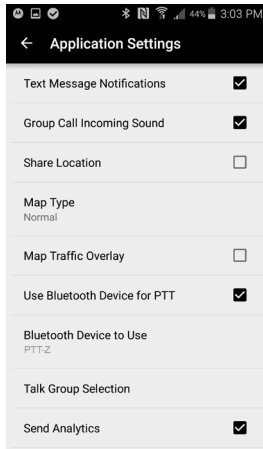 44% 3:03 PM
Application Settings
Text Message Notifications
Group Call Incoming Sound
Share Location
Map Type
Normal
Map Traffic Overlay
Use Bluetooth Device for PTT
Bluetooth Device to Use
PTT-Z
Talk Group Selection
Send Analytics